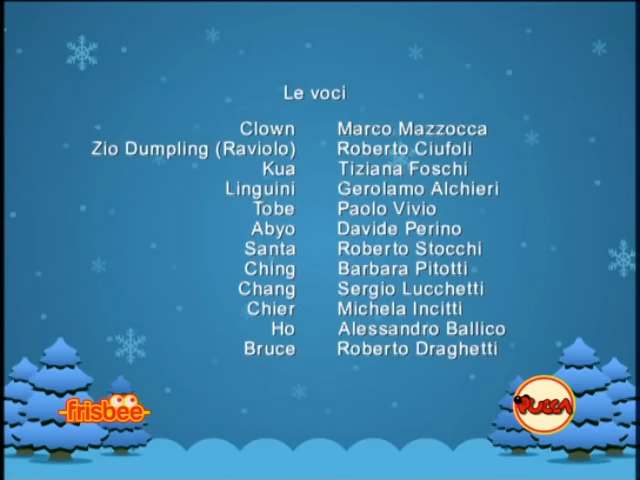 Le voci
Clown Marco Mazzocca
Zio Dumpling (Raviolo) Roberto Ciufoli
Kua Tiziana Foschi
Linguini Gerolamo Alchieri
Tobe Paolo Vivio
Abyo Davide Perino
Santa Roberto Stocchi
Ching Barbara Pitotti
Chang Sergio Lucchetti
Chier Michela Incitti
Ho Alessandro Ballico
Bruce Roberto Draghetti
frisbee
PUCCA